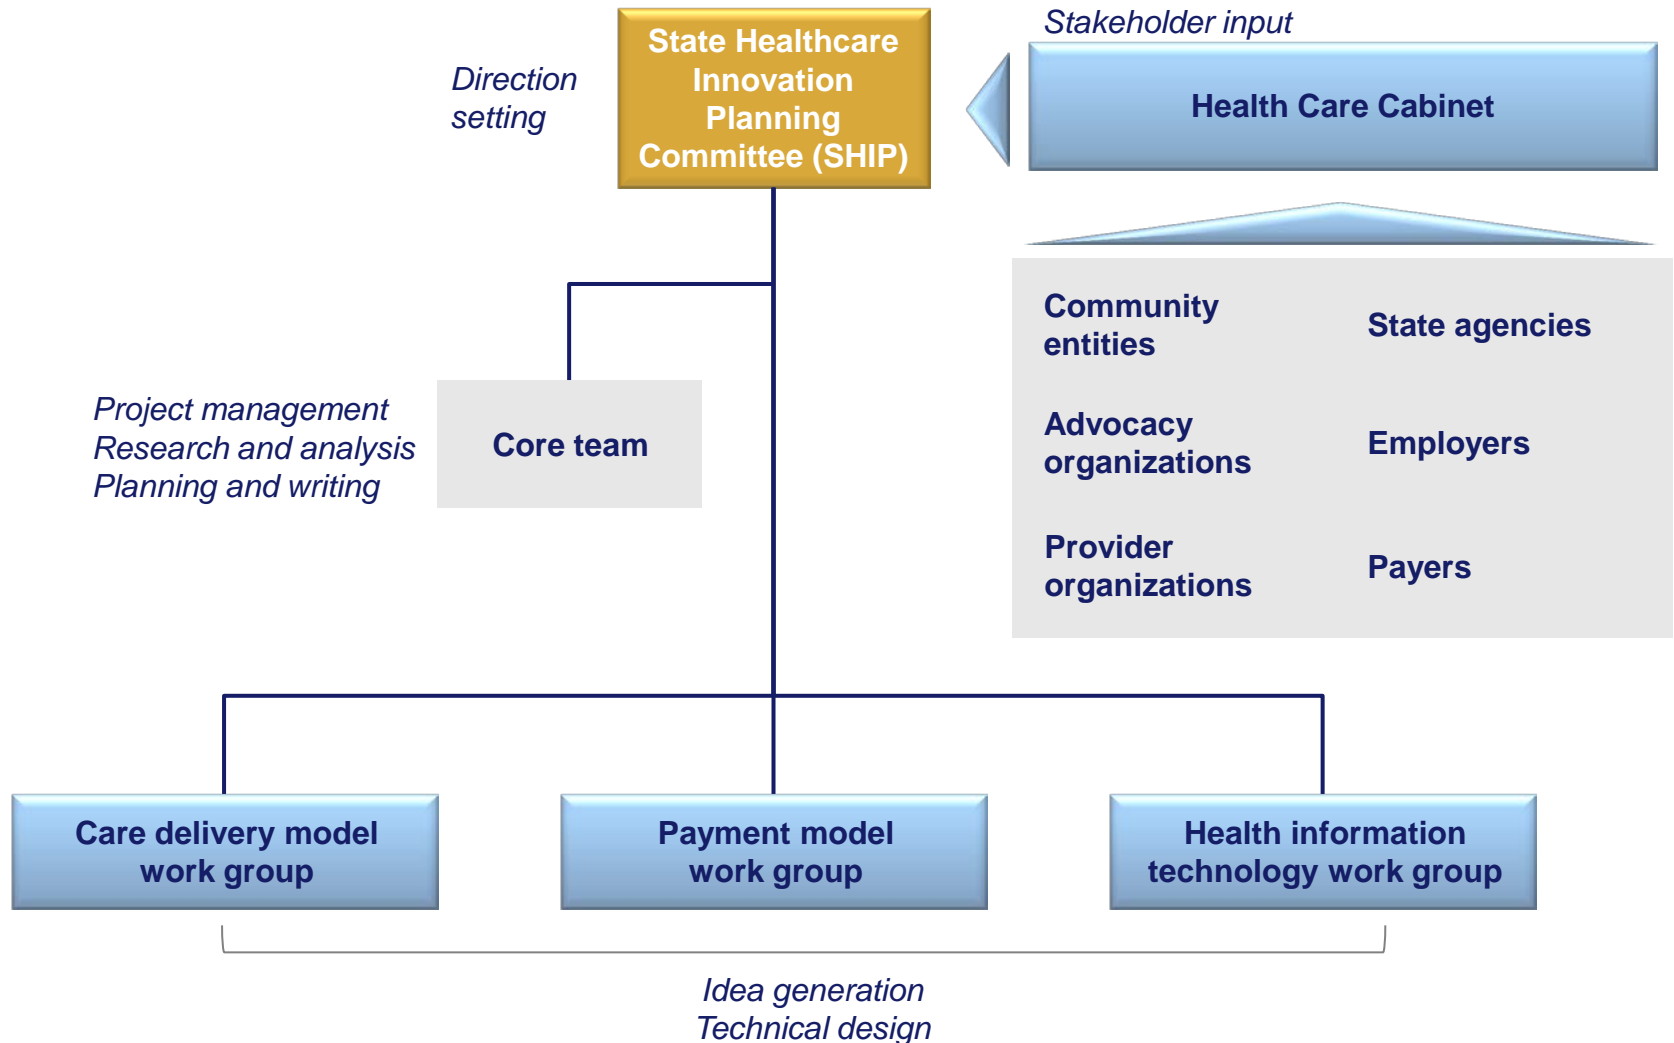 Stakeholder input
State Healthcare
Innovation
Planning
Committee (SHIP)
Direction
setting
Health Care Cabinet
Community
entities
State agencies
Advocacy
organizations
Employers
Provider
organizations
Payers
Project management
Research and analysis
Planning and writing
Core team
Care delivery model
work group
Payment model
work group
Health information
technology work group
Idea generation
Technical design